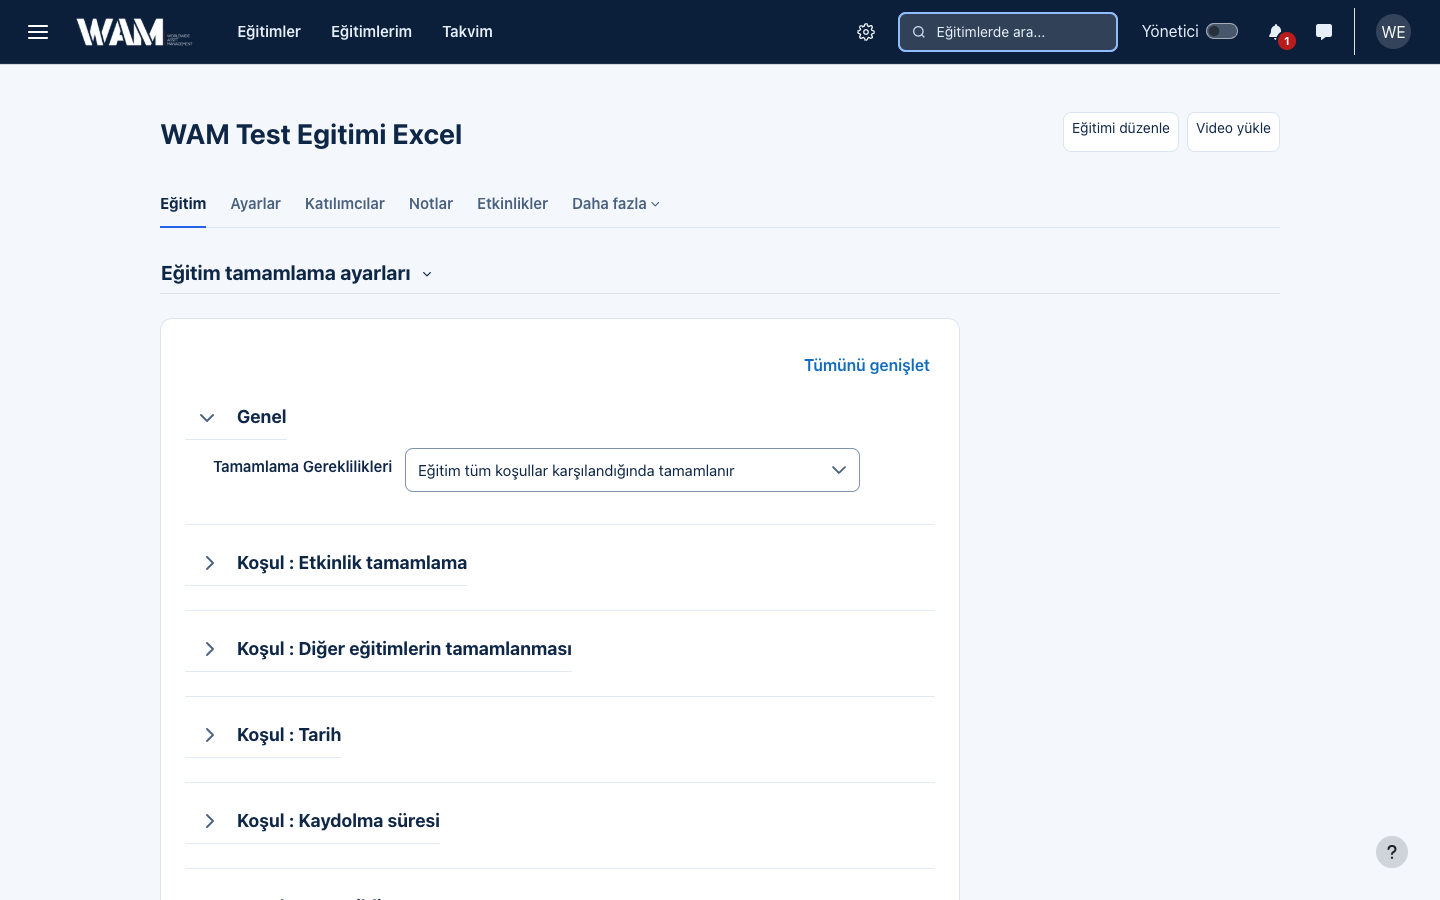 WAM
Eğitimler
Eğitimlerim
Takvim
Eğitimlerde ara...
Yönetici
1
WE
WAM Test Egitimi Excel
Eğitimi düzenle
Video yükle
Eğitim
Ayarlar
Katılımcılar
Notlar
Etkinlikler
Daha fazla
Eğitim tamamlama ayarları
Tümünü genişlet
Genel
Tamamlama Gereklilikleri
Eğitim tüm koşullar karşılandığında tamamlanır
Koşul : Etkinlik tamamlama
Koşul : Diğer eğitimlerin tamamlanması
Koşul : Tarih
Koşul : Kaydolma süresi
?